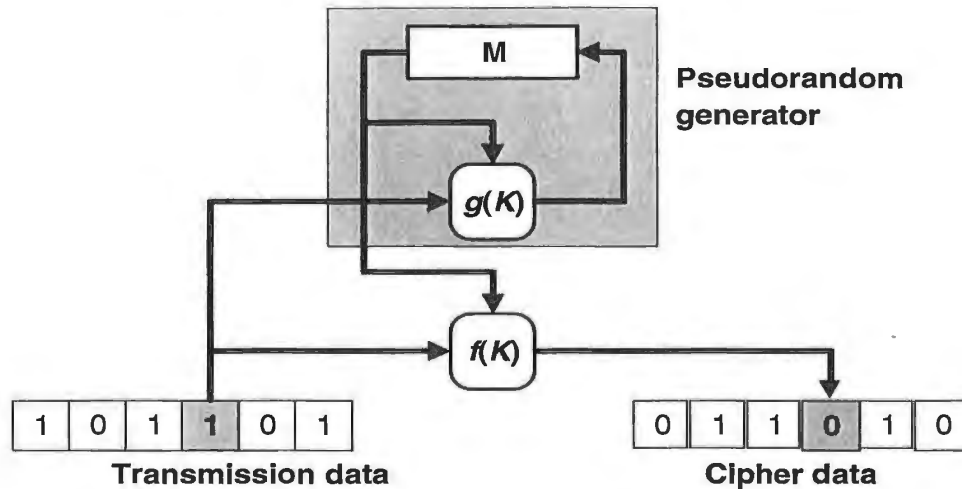 M
Pseudorandom
generator
g(K)
f(K)
1 0 1 1 0 1
0 1 1 0 1 0
Transmission data
Cipher data